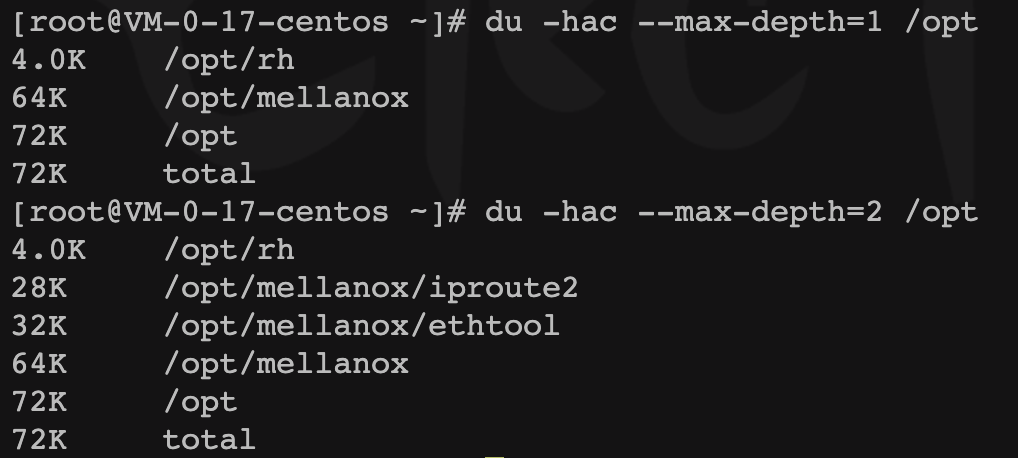 [root@VM-0-17-centos ~]# du -hac --max-depth=1 /opt
4.0K    /opt/rh
64K     /opt/mellanox
72K     /opt
72K     total
[root@VM-0-17-centos ~]# du -hac --max-depth=2 /opt
4.0K    /opt/rh
28K     /opt/mellanox/iproute2
32K     /opt/mellanox/ethtool
64K     /opt/mellanox
72K     /opt
72K     total